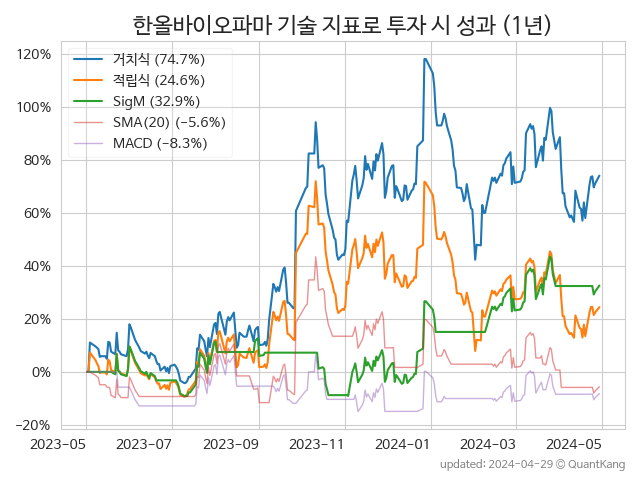 한올바이오파마 기술 지표로 투자 시 성과 (1년)
120%
100%
80%
60%
40%
20%
0%
−20%
거치식 (74.7%)
적립식 (24.6%)
SigM (32.9%)
SMA(20) (−5.6%)
MACD (−8.3%)
2023-05 2023-07 2023-09 2023-11 2024-01 2024-03 2024-05
updated: 2024-04-29 © QuantKang